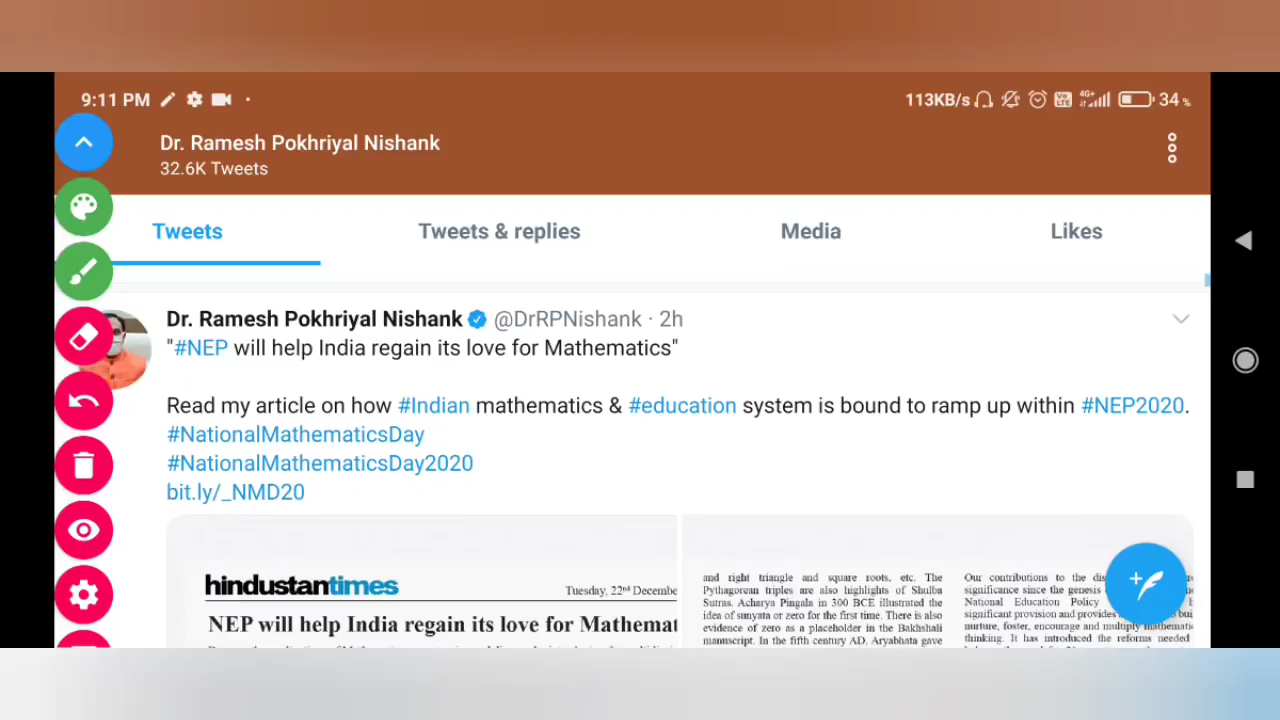 9:11 PM
113KB/s 4G+ 34 %
Dr. Ramesh Pokhriyal Nishank
32.6K Tweets
Tweets Tweets & replies Media Likes
Dr. Ramesh Pokhriyal Nishank @DrRPNishank · 2h
"#NEP will help India regain its love for Mathematics"
Read my article on how #Indian mathematics & #education system is bound to ramp up within #NEP2020.
#NationalMathematicsDay
#NationalMathematicsDay2020
bit.ly/_NMD20
hindustantimes
Tuesday, 22nd Decembe
NEP will help India regain its love for Mathemat
and right triangle and square roots, etc. The
Pythagorean triples are also highlights of Shulba
Sutras. Acharya Pingala in 300 BCE illustrated the
idea of sunyata or zero for the first time. There is also
evidence of zero as a placeholder in the Bakhshali
manuscript. In the fifth century AD, Aryabhata gave
Our contributions to the dis
significance since the genesis
National Education Policy
significant provision and provides bui
nurture, foster, encourage and multiply mathematic
thinking. It has introduced the reforms needed